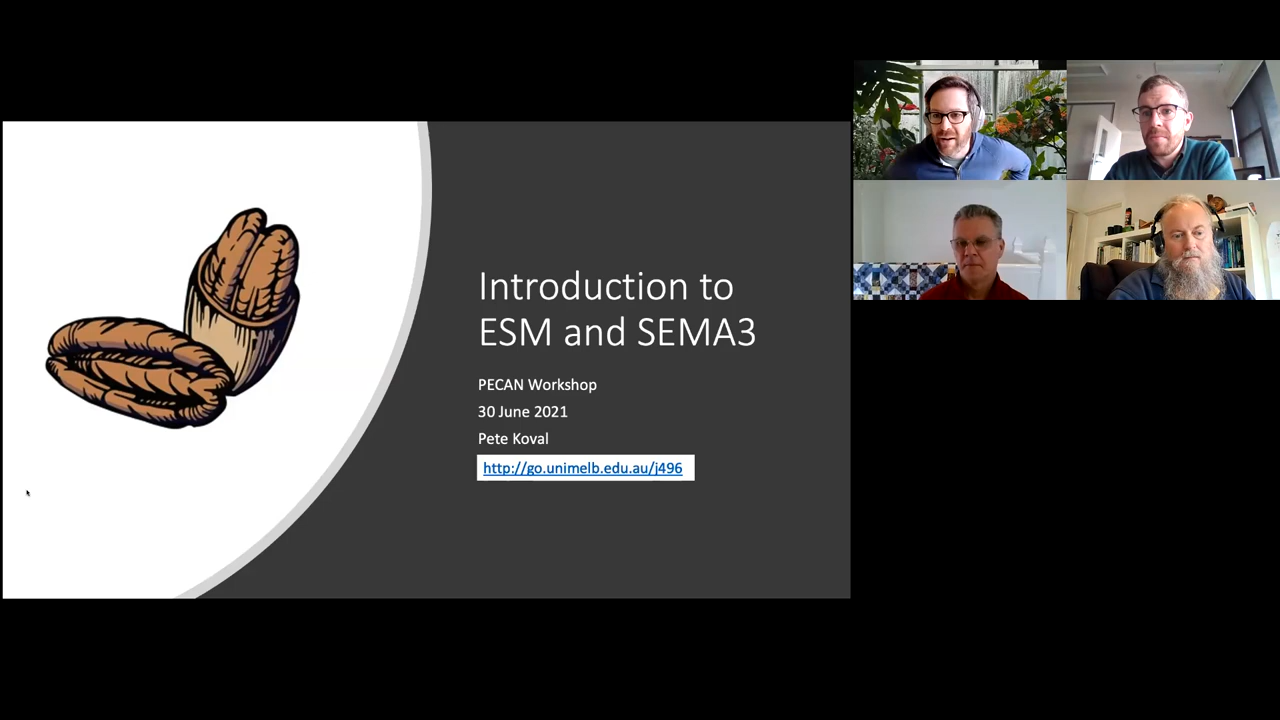 Introduction to
ESM and SEMA3
PECAN Workshop
30 June 2021
Pete Koval
http://go.unimelb.edu.au/j496